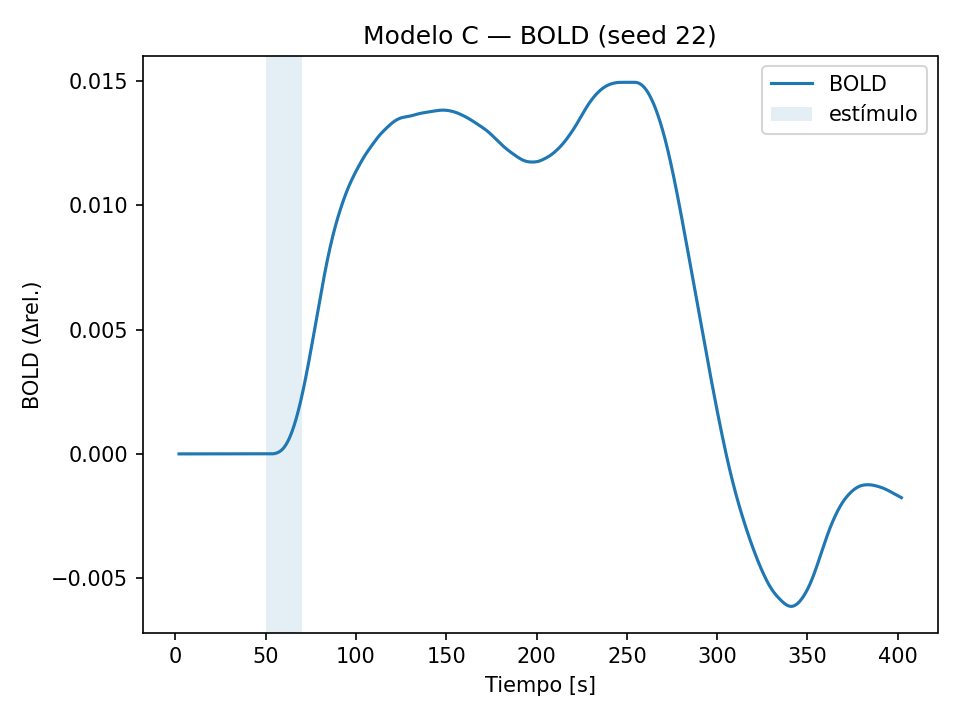 Modelo C — BOLD (seed 22)
BOLD
estímulo
BOLD (Δrel.)
0.015
0.010
0.005
0.000
−0.005
0 50 100 150 200 250 300 350 400
Tiempo [s]